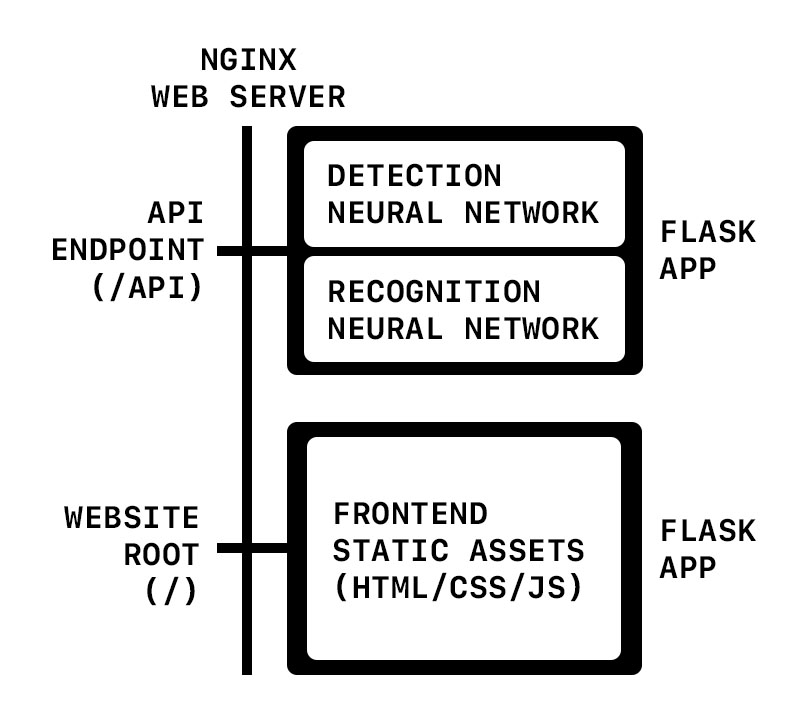 NGINX
WEB SERVER
API
ENDPOINT
(/API)
DETECTION
NEURAL NETWORK
RECOGNITION
NEURAL NETWORK
FLASK
APP
WEBSITE
ROOT
(/)
FRONTEND
STATIC ASSETS
(HTML/CSS/JS)
FLASK
APP